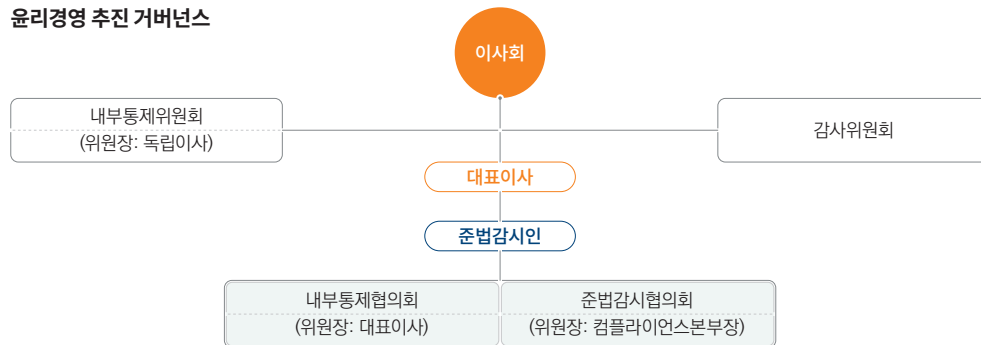 윤리경영 추진 거버넌스
이사회
내부통제위원회
(위원장: 독립이사)
감사위원회
대표이사
준법감시인
내부통제협의회
(위원장: 대표이사)
준법감시협의회
(위원장: 컴플라이언스본부장)